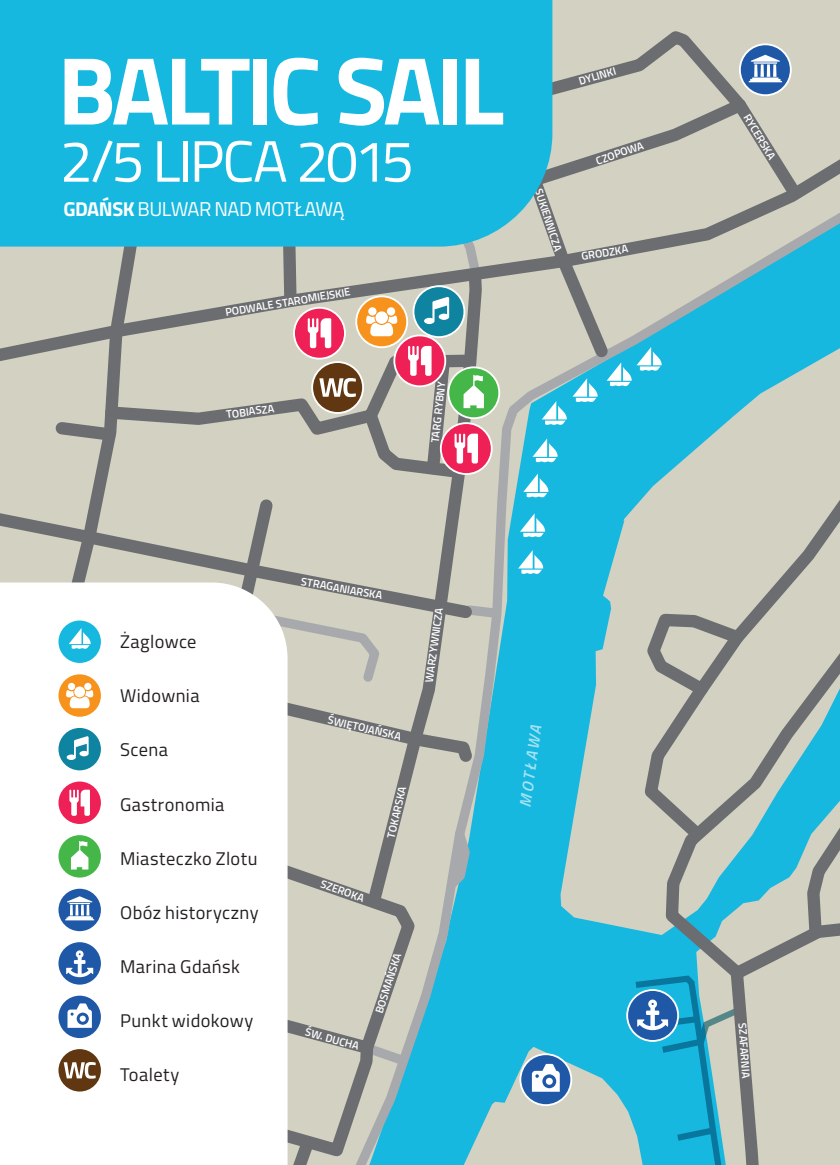 BALTIC SAIL
2/5 LIPCA 2015
GDAŃSK BULWAR NAD MOTŁAWĄ
DYLINKI
RYCERSKA
CZOPOWA
SUKIENNICZA
GRODZKA
PODWALE STAROMIEJSKIE
WC
TOBIASZA
TARG RYBNY
STRAGANIARSKA
WARZYWNICZA
ŚWIĘTOJAŃSKA
MOTŁAWA
TOKARSKA
SZEROKA
BOSMAŃSKA
ŚW. DUCHA
SZAFARNIA
Żaglowce
Widownia
Scena
Gastronomia
Miasteczko Zlotu
Obóz historyczny
Marina Gdańsk
Punkt widokowy
WC Toalety